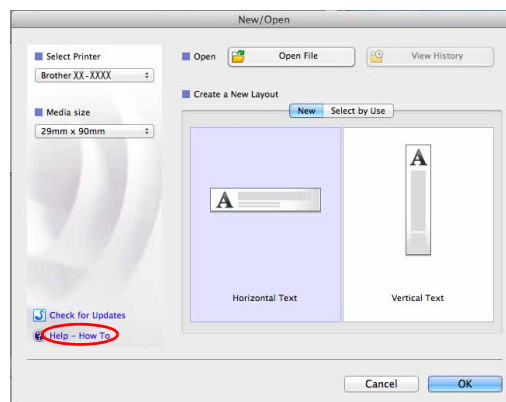 New/Open
Select Printer
Brother XX-XXXX
Media size
29mm x 90mm
Check for Updates
Help – How To
Open
Open File
View History
Create a New Layout
New
Select by Use
A
Horizontal Text
A
Vertical Text
Cancel
OK